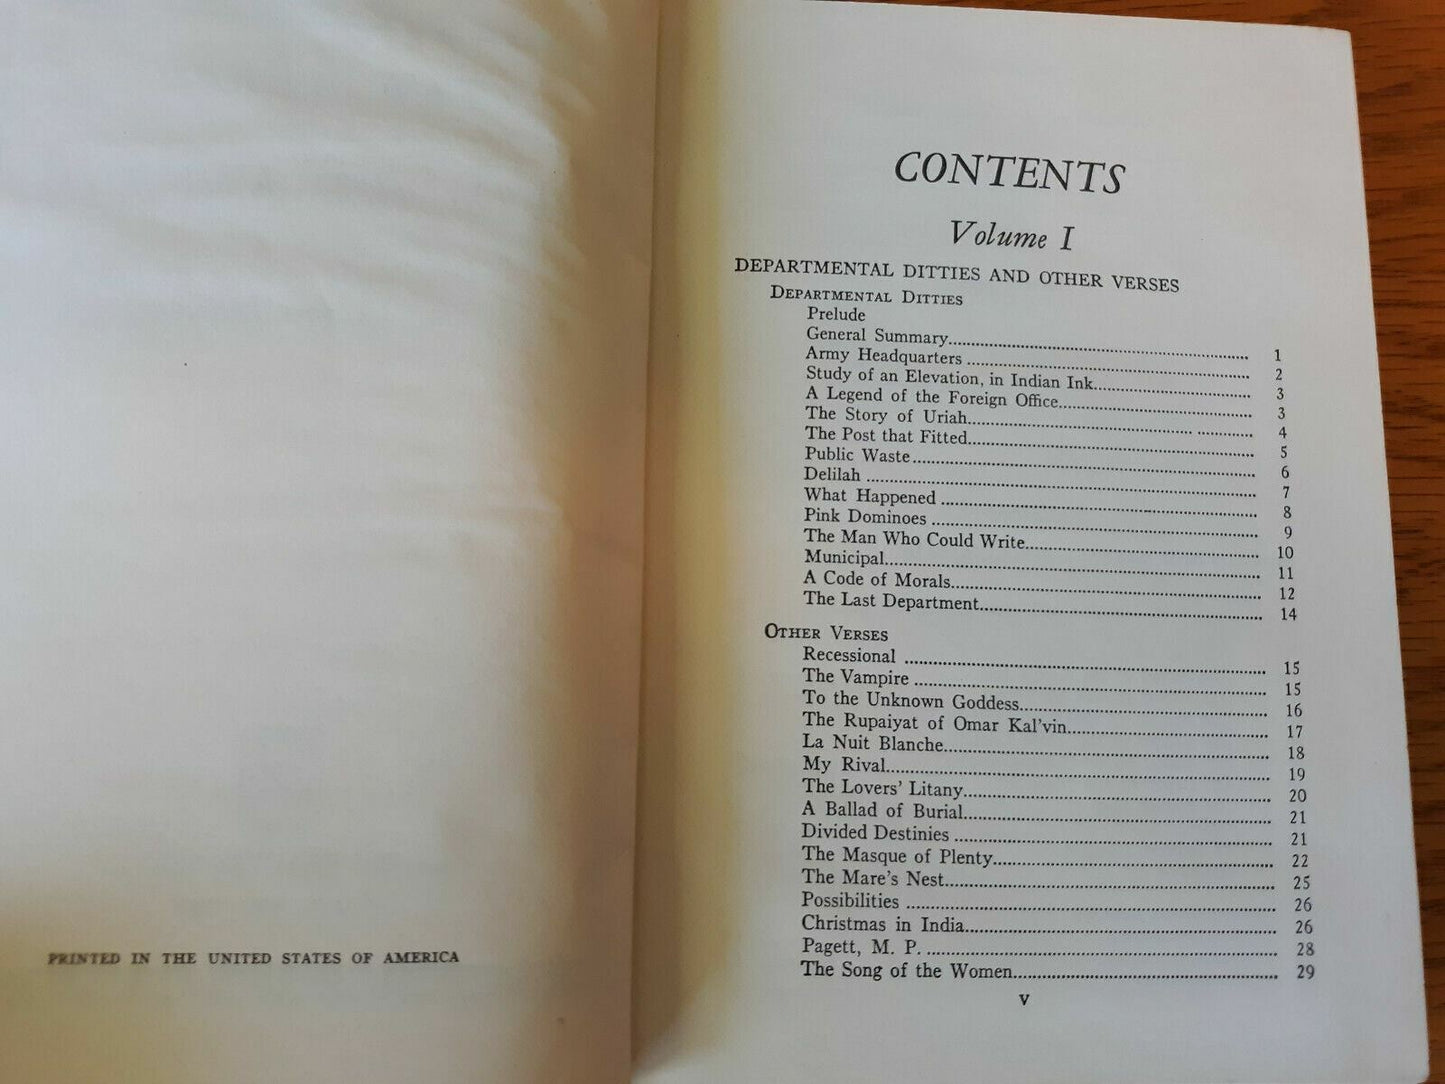 PRINTED IN THE UNITED STATES OF AMERICA
CONTENTS
Volume I
DEPARTMENTAL DITTIES AND OTHER VERSES
DEPARTMENTAL DITTIES
Prelude
General Summary 1
Army Headquarters 2
Study of an Elevation, in Indian Ink 3
A Legend of the Foreign Office 3
The Story of Uriah 4
The Post that Fitted 5
Public Waste 6
Delilah 7
What Happened 8
Pink Dominoes 9
The Man Who Could Write 10
Municipal 11
A Code of Morals 12
The Last Department 14
OTHER VERSES
Recessional 15
The Vampire 15
To the Unknown Goddess 16
The Rupaiyat of Omar Kal'vin 17
La Nuit Blanche 18
My Rival 19
The Lovers' Litany 20
A Ballad of Burial 21
Divided Destinies 21
The Masque of Plenty 22
The Mare's Nest 25
Possibilities 26
Christmas in India 26
Pagett, M. P. 28
The Song of the Women 29
v